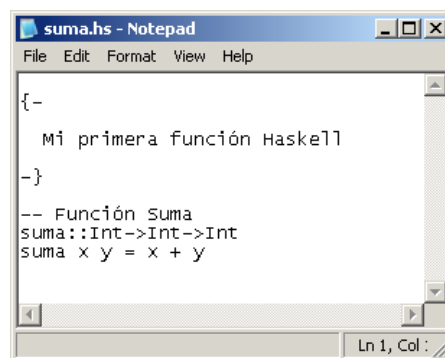 suma.hs - Notepad
File Edit Format View Help
{-
Mi primera función Haskell
-}
-- Función Suma
suma::Int->Int->Int
suma x y = x + y
Ln 1, Col